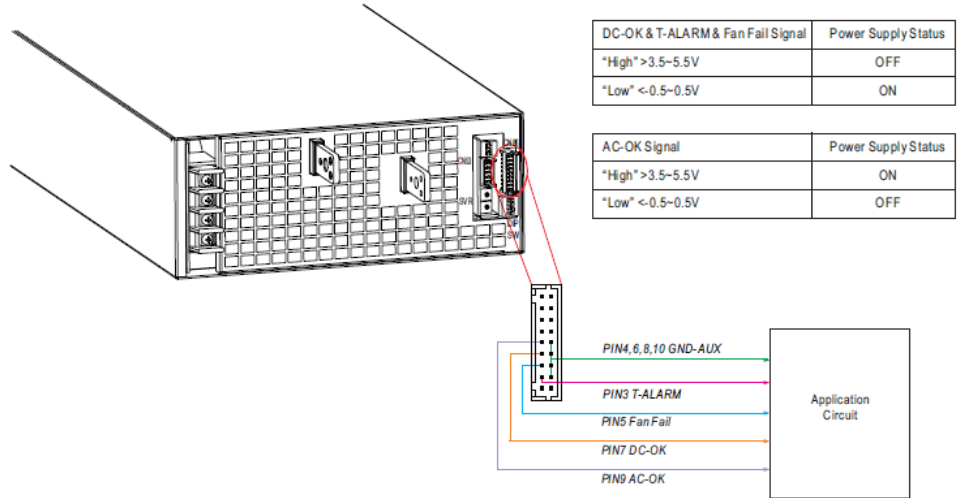 DC-OK & T-ALARM & Fan Fail Signal Power Supply Status
"High" >3.5~5.5V OFF
"Low" <-0.5~0.5V ON
AC-OK Signal Power Supply Status
"High" >3.5~5.5V ON
"Low" <-0.5~0.5V OFF
SVR
SW
PIN4,6,8,10 GND-AUX
PIN3 T-ALARM
PIN5 Fan Fail
PIN7 DC-OK
PIN9 AC-OK
Application
Circuit